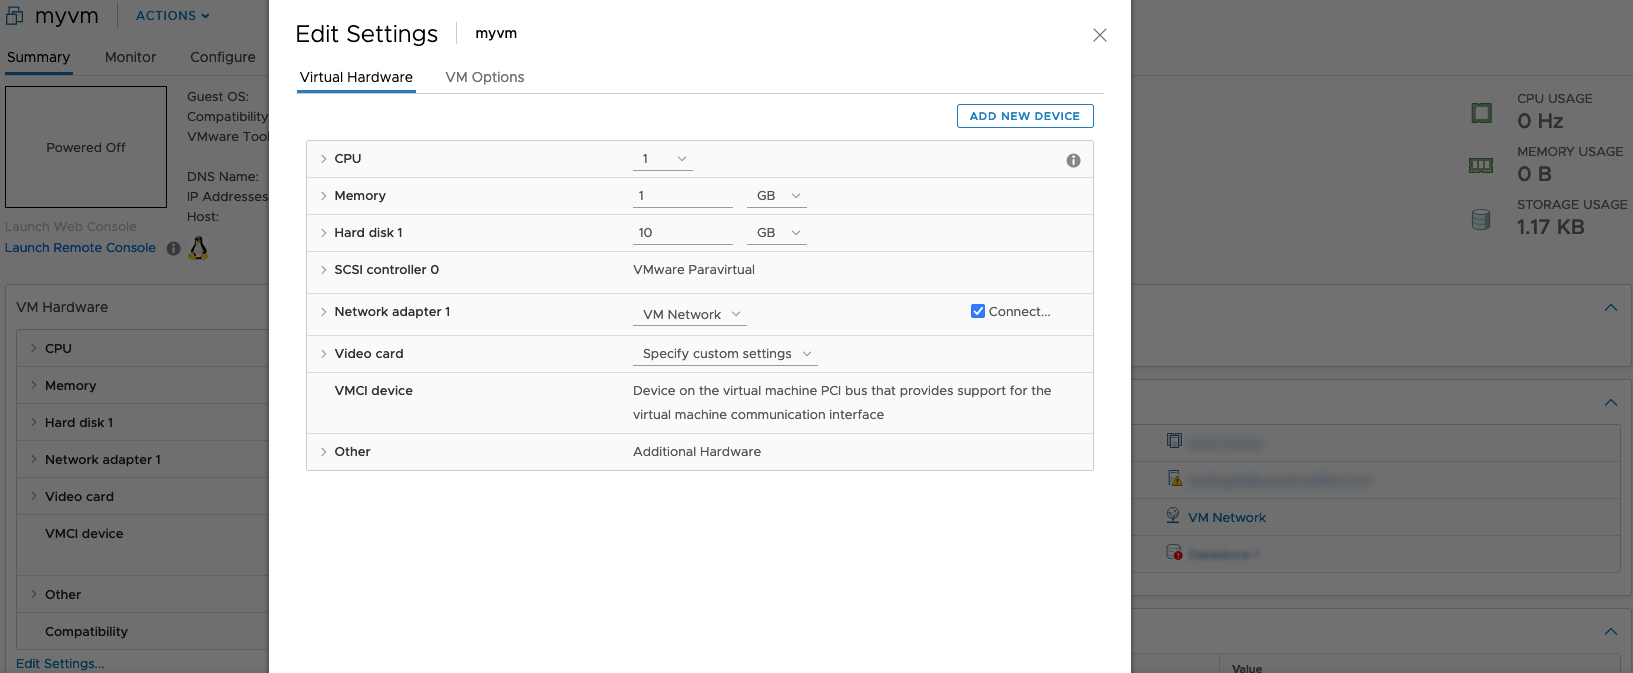 myvm
ACTIONS
Summary Monitor Configure
Powered Off
Guest OS:
Compatibility
VMware Tool
DNS Name:
IP Addresses
Host:
Launch Web Console
Launch Remote Console
VM Hardware
CPU
Memory
Hard disk 1
Network adapter 1
Video card
VMCI device
Other
Compatibility
Edit Settings...
Edit Settings myvm
Virtual Hardware VM Options
ADD NEW DEVICE
CPU 1
Memory 1 GB
Hard disk 1 10 GB
SCSI controller 0 VMware Paravirtual
Network adapter 1 VM Network Connect...
Video card Specify custom settings
VMCI device Device on the virtual machine PCI bus that provides support for the
virtual machine communication interface
Other Additional Hardware
CPU USAGE
0 Hz
MEMORY USAGE
0 B
STORAGE USAGE
1.17 KB
VM Network
Value